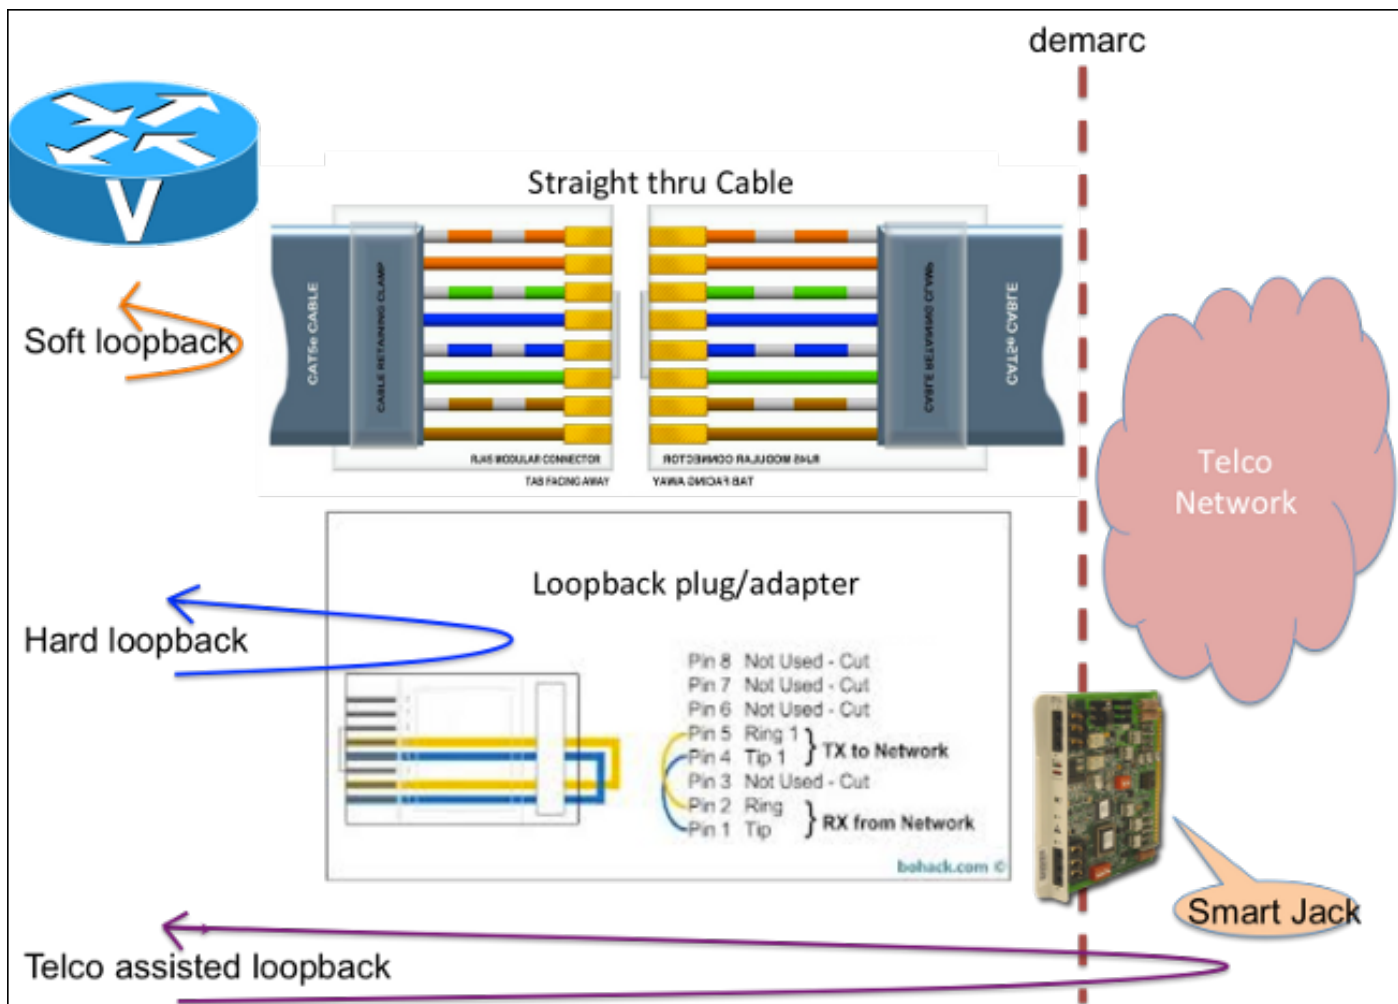 demarc
V
Straight thru Cable
CAT5e CABLE
CABLE RETAINING CLAMP
CABLE RETAINING CLAMP
CAT5e CABLE
RJ45 MODULAR CONNECTOR
RJ45 MODULAR CONNECTOR
TAB FACING AWAY
TAB FACING AWAY
Soft loopback
Telco
Network
Loopback plug/adapter
Hard loopback
Pin 8 Not Used - Cut
Pin 7 Not Used - Cut
Pin 6 Not Used - Cut
Pin 5 Ring 1
Pin 4 Tip 1
TX to Network
Pin 3 Not Used - Cut
Pin 2 Ring
Pin 1 Tip
RX from Network
bohack.com ©
Smart Jack
Telco assisted loopback